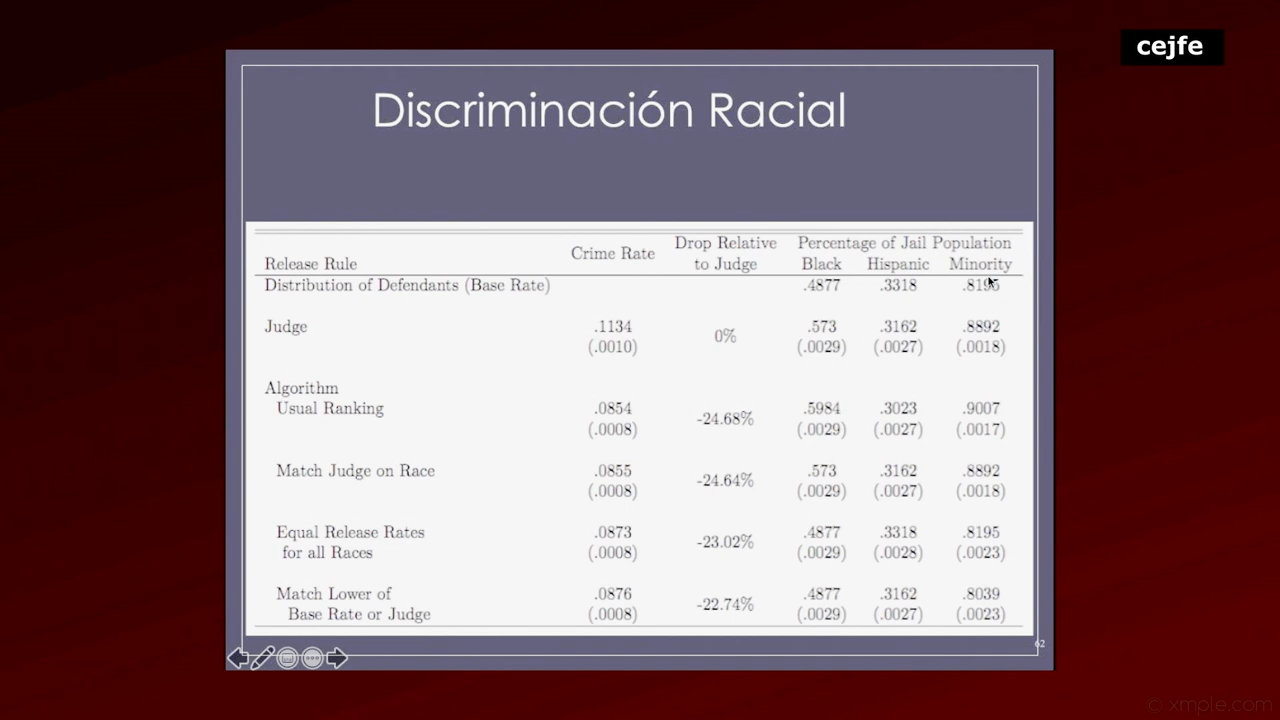 cejfe
Discriminación Racial
Release Rule Crime Rate Drop Relative to Judge Percentage of Jail Population
Black Hispanic Minority
Distribution of Defendants (Base Rate) .4877 .3318 .8195
Judge .1134 0% .573 .3162 .8892
(.0010) (.0029) (.0027) (.0018)
Algorithm
Usual Ranking .0854 -24.68% .5984 .3023 .9007
(.0008) (.0029) (.0027) (.0017)
Match Judge on Race .0855 -24.64% .573 .3162 .8892
(.0008) (.0029) (.0027) (.0018)
Equal Release Rates .0873 -23.02% .4877 .3318 .8195
for all Races (.0008) (.0029) (.0028) (.0023)
Match Lower of .0876 -22.74% .4877 .3162 .8039
Base Rate or Judge (.0008) (.0029) (.0027) (.0023)
62
© xmple.com